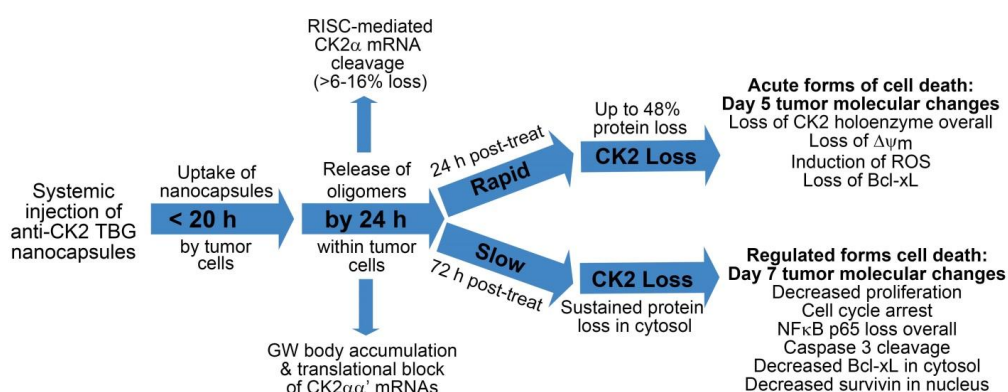 Systemic
injection of
anti-CK2 TBG
nanocapsules
Uptake of
nanocapsules
< 20 h
by tumor
cells
RISC-mediated
CK2α mRNA
cleavage
(>6-16% loss)
Release of
oligomers
by 24 h
within tumor
cells
GW body accumulation
& translational block
of CK2αα’ mRNAs
24 h post-treat
Rapid
Up to 48%
protein loss
CK2 Loss
Acute forms of cell death:
Day 5 tumor molecular changes
Loss of CK2 holoenzyme overall
Loss of Δψm
Induction of ROS
Loss of Bcl-xL
Slow
72 h post-treat
CK2 Loss
Sustained protein
loss in cytosol
Regulated forms cell death:
Day 7 tumor molecular changes
Decreased proliferation
Cell cycle arrest
NFκB p65 loss overall
Caspase 3 cleavage
Decreased Bcl-xL in cytosol
Decreased survivin in nucleus